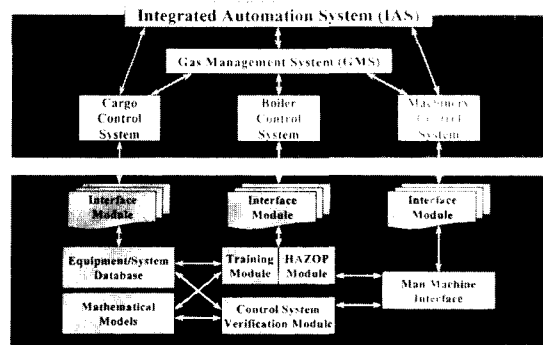 Integrated Automation System (IAS)
Gas Management System (GMS)
Cargo
Control
System
Boiler
Control
System
Machinery
Control
System
Interface
Module
Interface
Module
Interface
Module
Equipment/System
Database
Training
Module
HAZOP
Module
Mathematical
Models
Control System
Verification Module
Man Machine
Interface